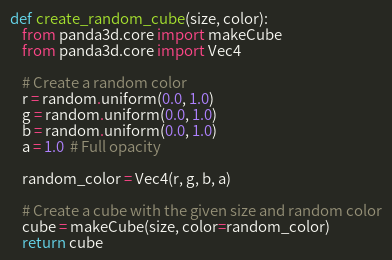 def create_random_cube(size, color):
from panda3d.core import makeCube
from panda3d.core import Vec4
# Create a random color
r = random.uniform(0.0, 1.0)
g = random.uniform(0.0, 1.0)
b = random.uniform(0.0, 1.0)
a = 1.0 # Full opacity
random_color = Vec4(r, g, b, a)
# Create a cube with the given size and random color
cube = makeCube(size, color=random_color)
return cube